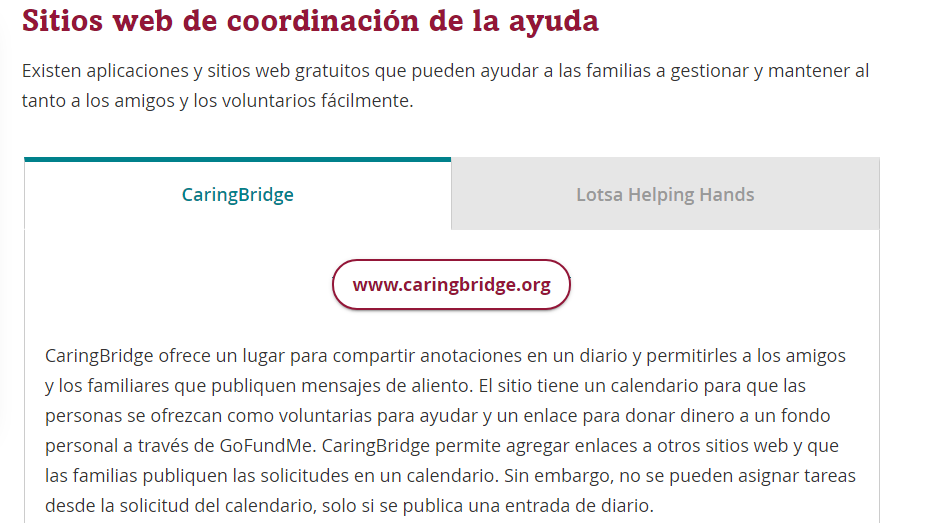 Sitios web de coordinación de la ayuda
Existen aplicaciones y sitios web gratuitos que pueden ayudar a las familias a gestionar y mantener al
tanto a los amigos y los voluntarios fácilmente.
CaringBridge
Lotsa Helping Hands
www.caringbridge.org
CaringBridge ofrece un lugar para compartir anotaciones en un diario y permitirles a los amigos
y los familiares que publiquen mensajes de aliento. El sitio tiene un calendario para que las
personas se ofrezcan como voluntarias para ayudar y un enlace para donar dinero a un fondo
personal a través de GoFundMe. CaringBridge permite agregar enlaces a otros sitios web y que
las familias publiquen las solicitudes en un calendario. Sin embargo, no se pueden asignar tareas
desde la solicitud del calendario, solo si se publica una entrada de diario.